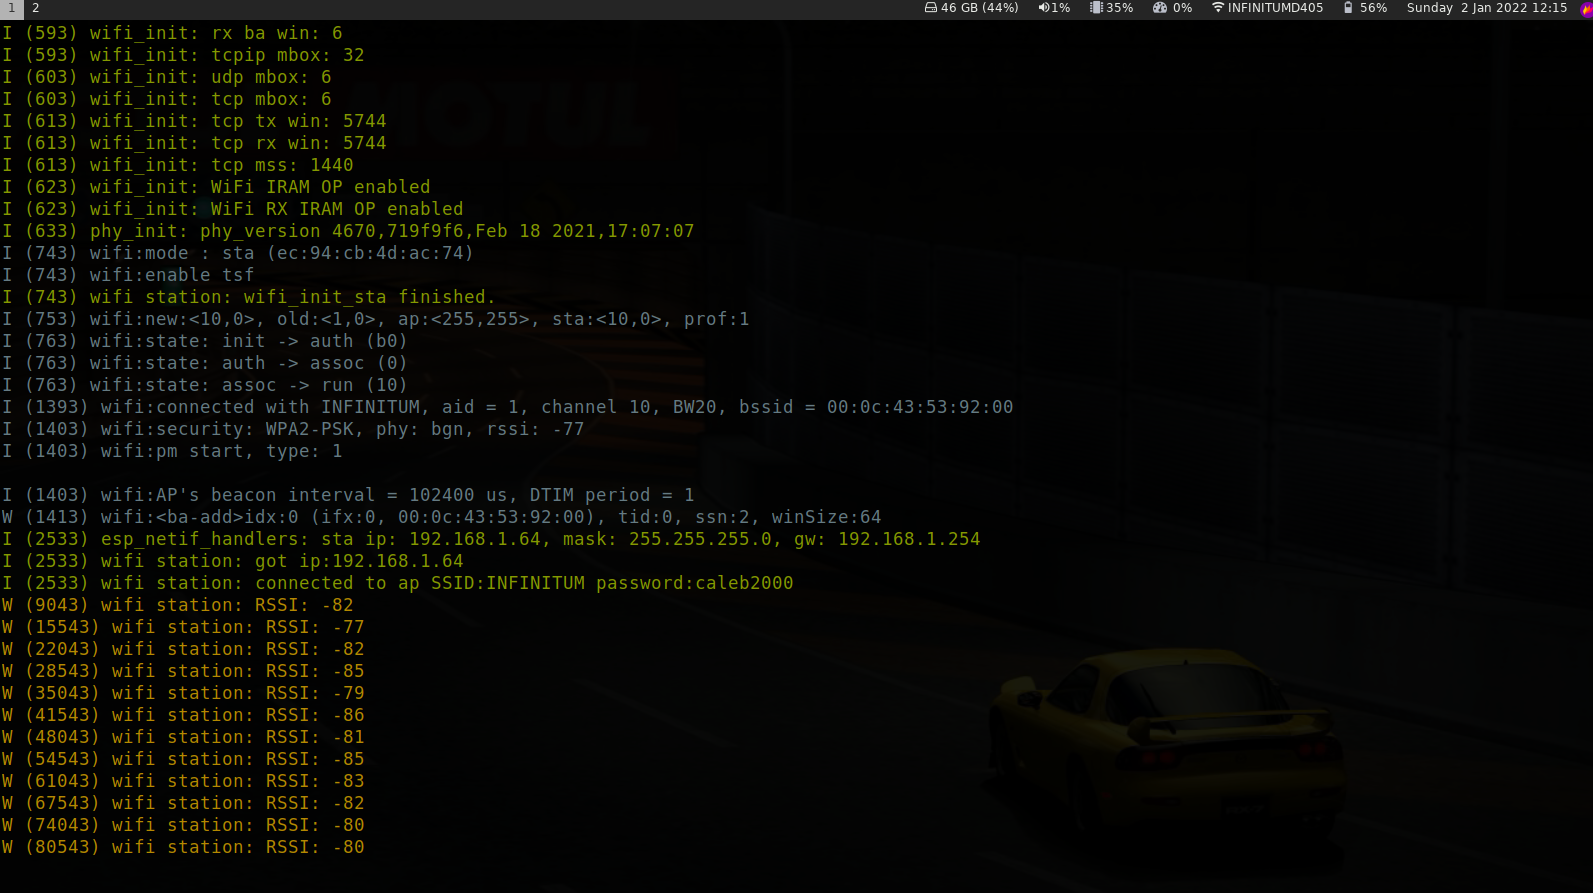 1 2 46 GB (44%) 1% 35% 0% INFINITUMD405 56% Sunday 2 Jan 2022 12:15
I (593) wifi_init: rx ba win: 6
I (593) wifi_init: tcpip mbox: 32
I (603) wifi_init: udp mbox: 6
I (603) wifi_init: tcp mbox: 6
I (613) wifi_init: tcp tx win: 5744
I (613) wifi_init: tcp rx win: 5744
I (613) wifi_init: tcp mss: 1440
I (623) wifi_init: WiFi IRAM OP enabled
I (623) wifi_init: WiFi RX IRAM OP enabled
I (633) phy_init: phy_version 4670,719f9f6,Feb 18 2021,17:07:07
I (743) wifi:mode : sta (ec:94:cb:4d:ac:74)
I (743) wifi:enable tsf
I (743) wifi station: wifi_init_sta finished.
I (753) wifi:new:<10,0>, old:<1,0>, ap:<255,255>, sta:<10,0>, prof:1
I (763) wifi:state: init -> auth (b0)
I (763) wifi:state: auth -> assoc (0)
I (763) wifi:state: assoc -> run (10)
I (1393) wifi:connected with INFINITUM, aid = 1, channel 10, BW20, bssid = 00:0c:43:53:92:00
I (1403) wifi:security: WPA2-PSK, phy: bgn, rssi: -77
I (1403) wifi:pm start, type: 1
I (1403) wifi:AP's beacon interval = 102400 us, DTIM period = 1
W (1413) wifi:<ba-add>idx:0 (ifx:0, 00:0c:43:53:92:00), tid:0, ssn:2, winSize:64
I (2533) esp_netif_handlers: sta ip: 192.168.1.64, mask: 255.255.255.0, gw: 192.168.1.254
I (2533) wifi station: got ip:192.168.1.64
I (2533) wifi station: connected to ap SSID:INFINITUM password:caleb2000
W (9043) wifi station: RSSI: -82
W (15543) wifi station: RSSI: -77
W (22043) wifi station: RSSI: -82
W (28543) wifi station: RSSI: -85
W (35043) wifi station: RSSI: -79
W (41543) wifi station: RSSI: -86
W (48043) wifi station: RSSI: -81
W (54543) wifi station: RSSI: -85
W (61043) wifi station: RSSI: -83
W (67543) wifi station: RSSI: -82
W (74043) wifi station: RSSI: -80
W (80543) wifi station: RSSI: -80
MOTUL